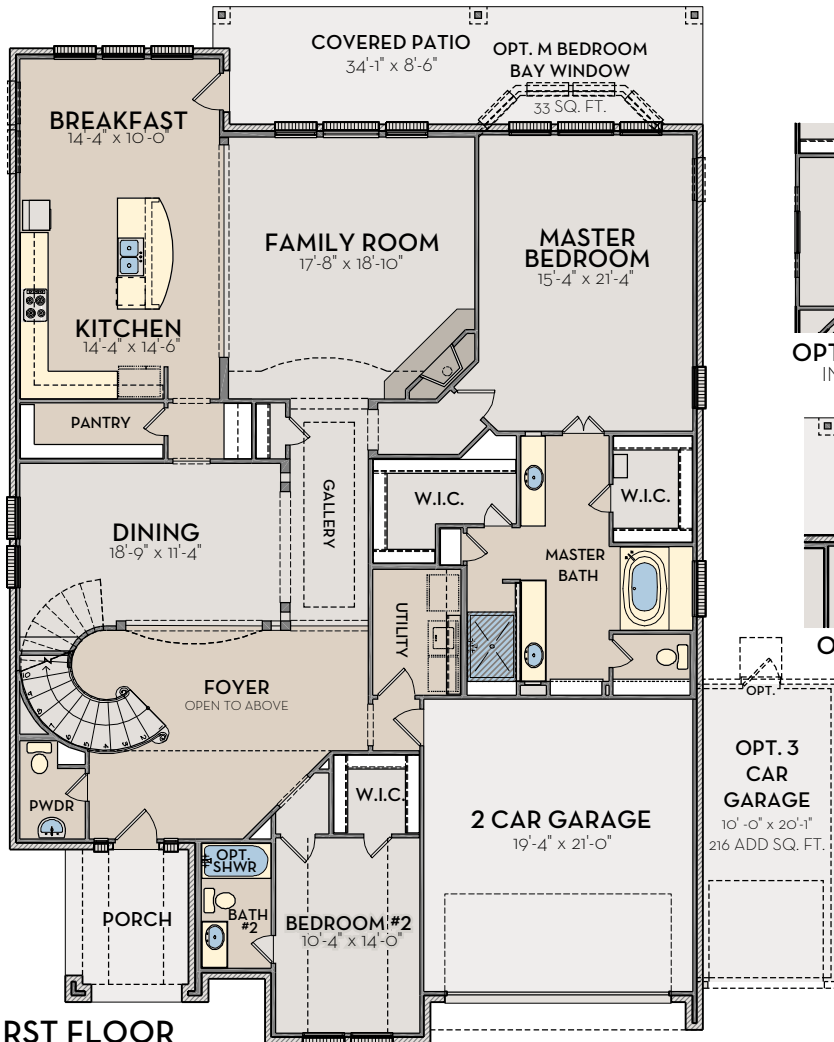 COVERED PATIO
34'-1" x 8'-6"
OPT. M BEDROOM
BAY WINDOW
33 SQ. FT.
BREAKFAST
14'-4" x 10'-0"
FAMILY ROOM
17'-8" x 18'-10"
MASTER
BEDROOM
15'-4" x 21'-4"
KITCHEN
14'-4" x 14'-6"
PANTRY
GALLERY
W.I.C.
W.I.C.
DINING
18'-9" x 11'-4"
MASTER
BATH
UTILITY
FOYER
OPEN TO ABOVE
PWDR
W.I.C.
2 CAR GARAGE
19'-4" x 21'-0"
OPT.
OPT. 3
CAR
GARAGE
10'-0" x 20'-1"
216 ADD SQ. FT.
OPT.
SHWR
BATH
#2
BEDROOM #2
10'-4" x 14'-0"
PORCH
RST FLOOR
OPT
IN
O